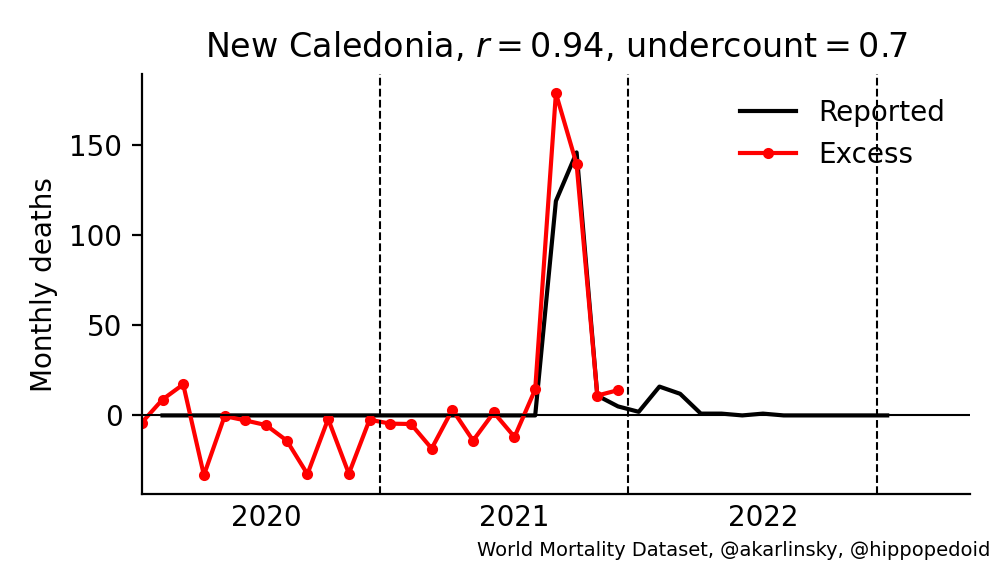 New Caledonia, r = 0.94, undercount = 0.7
Reported
Excess
Monthly deaths
150
100
50
0
2020 2021 2022
World Mortality Dataset, @akarlinsky, @hippopedoid